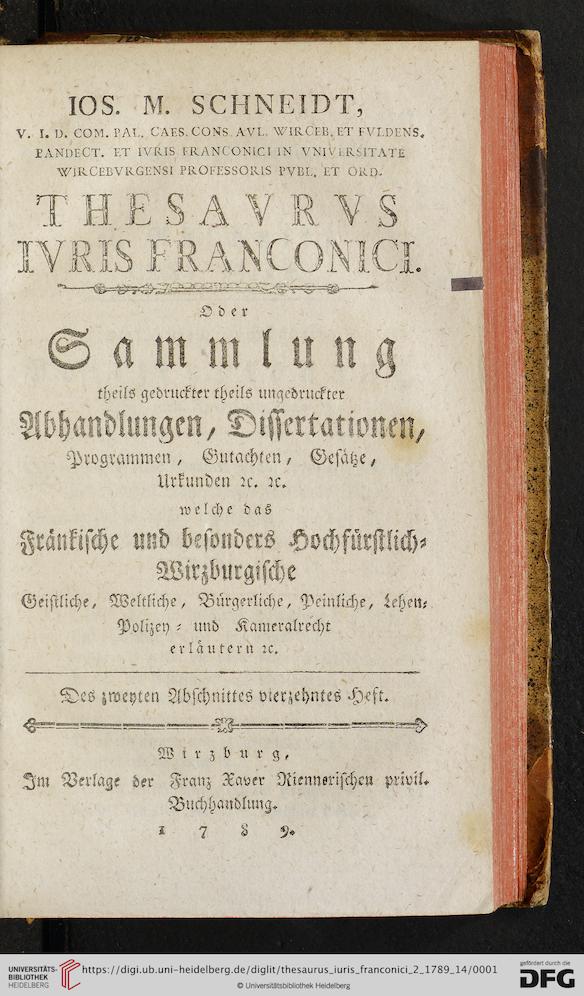 IOS. M. SCHNEIDT,
V. I. D. COM. PAL. CAES. CONS. AVL. WIRCEB. ET FVLDENS.
PANDECT. ET IVRIS FRANCONICI IN VNIVERSITATE
WIRCEBVRGENSI PROFESSORIS PVBL. ET ORD.
THESAVRVS
IVRIS FRANCONICI.
Oder
Sammlung
theils gedruckter theils ungedruckter
Abhandlungen, Dissertationen,
Programmen, Gutachten, Gesätze,
Urkunden ꝛc. ꝛc.
welche das
Fränkische und besonders Hochfürstlich-
Wirzburgische
Geistliche, Weltliche, Bürgerliche, Peinliche, Lehen-
Polizey- und Kameralrecht
erläutern ꝛc.
Des zweyten Abschnittes vierzehntes Heft.
Wirzburg,
Im Verlage der Franz Xaver Riennerischen privil.
Buchhandlung.
1789.
UNIVERSITÄTS-
BIBLIOTHEK
HEIDELBERG
https://digi.ub.uni-heidelberg.de/diglit/thesaurus_iuris_franconici_2_1789_14/0001
© Universitätsbibliothek Heidelberg
gefördert durch die
DFG